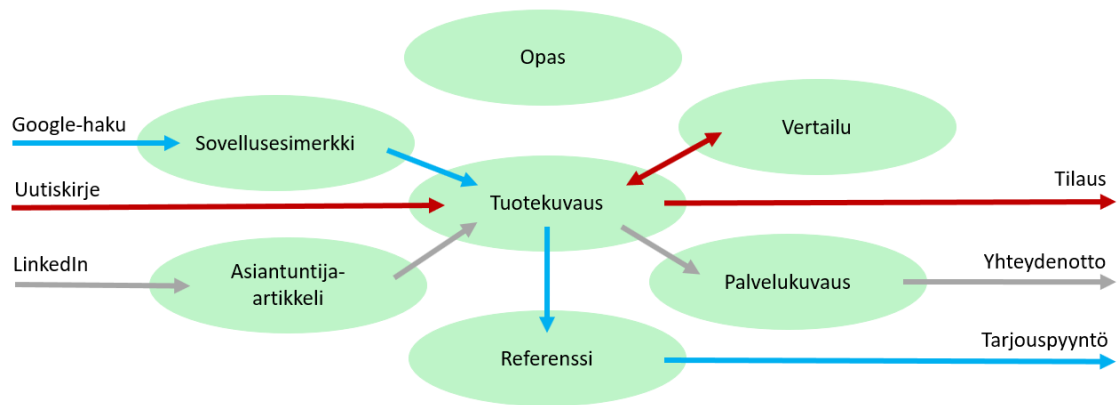 Opas
Google-haku
Sovellusesimerkki
Vertailu
Uutiskirje
Tuotekuvaus
Tilaus
LinkedIn
Asiantuntija-
artikkeli
Palvelukuvaus
Yhteydenotto
Referenssi
Tarjouspyyntö